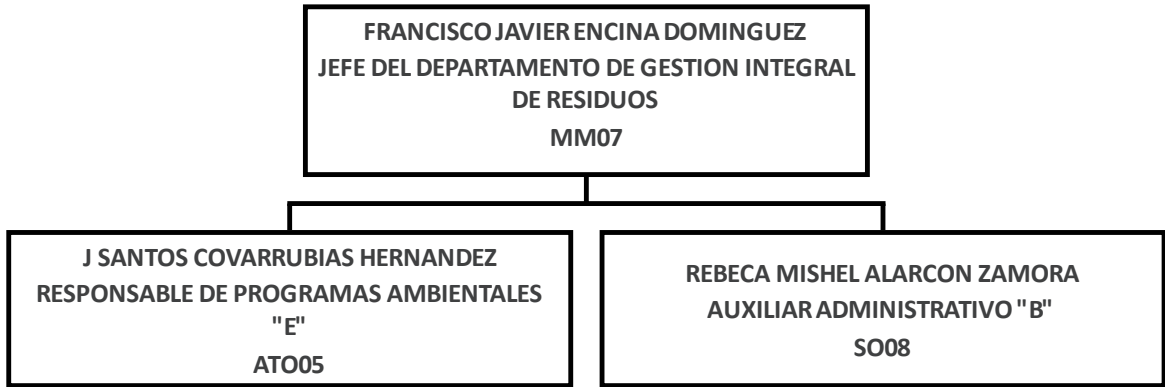 FRANCISCO JAVIER ENCINA DOMINGUEZ
JEFE DEL DEPARTAMENTO DE GESTION INTEGRAL
DE RESIDUOS
MM07
J SANTOS COVARRUBIAS HERNANDEZ
RESPONSABLE DE PROGRAMAS AMBIENTALES
"E"
ATO05
REBECA MISHEL ALARCON ZAMORA
AUXILIAR ADMINISTRATIVO "B"
SO08